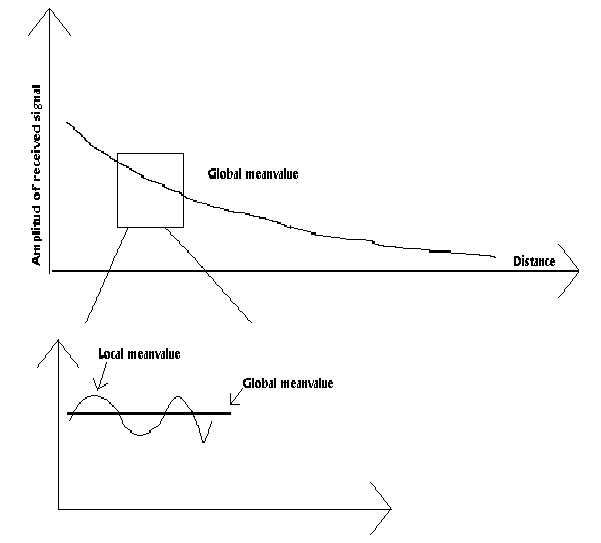 Amplitud of received signal
Global meanvalue
Distance
Local meanvalue
Global meanvalue